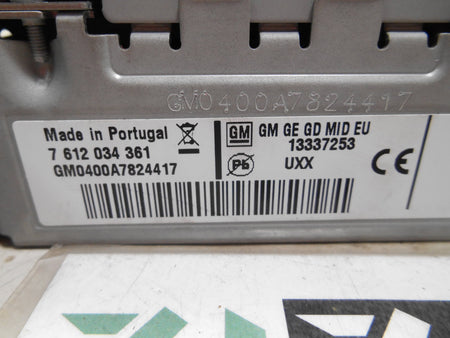 GM0400A7824417
Made in Portugal
7 612 034 361
GM0400A7824417
GM
GM GE GD MID EU
13337253
Pb
UXX
CE